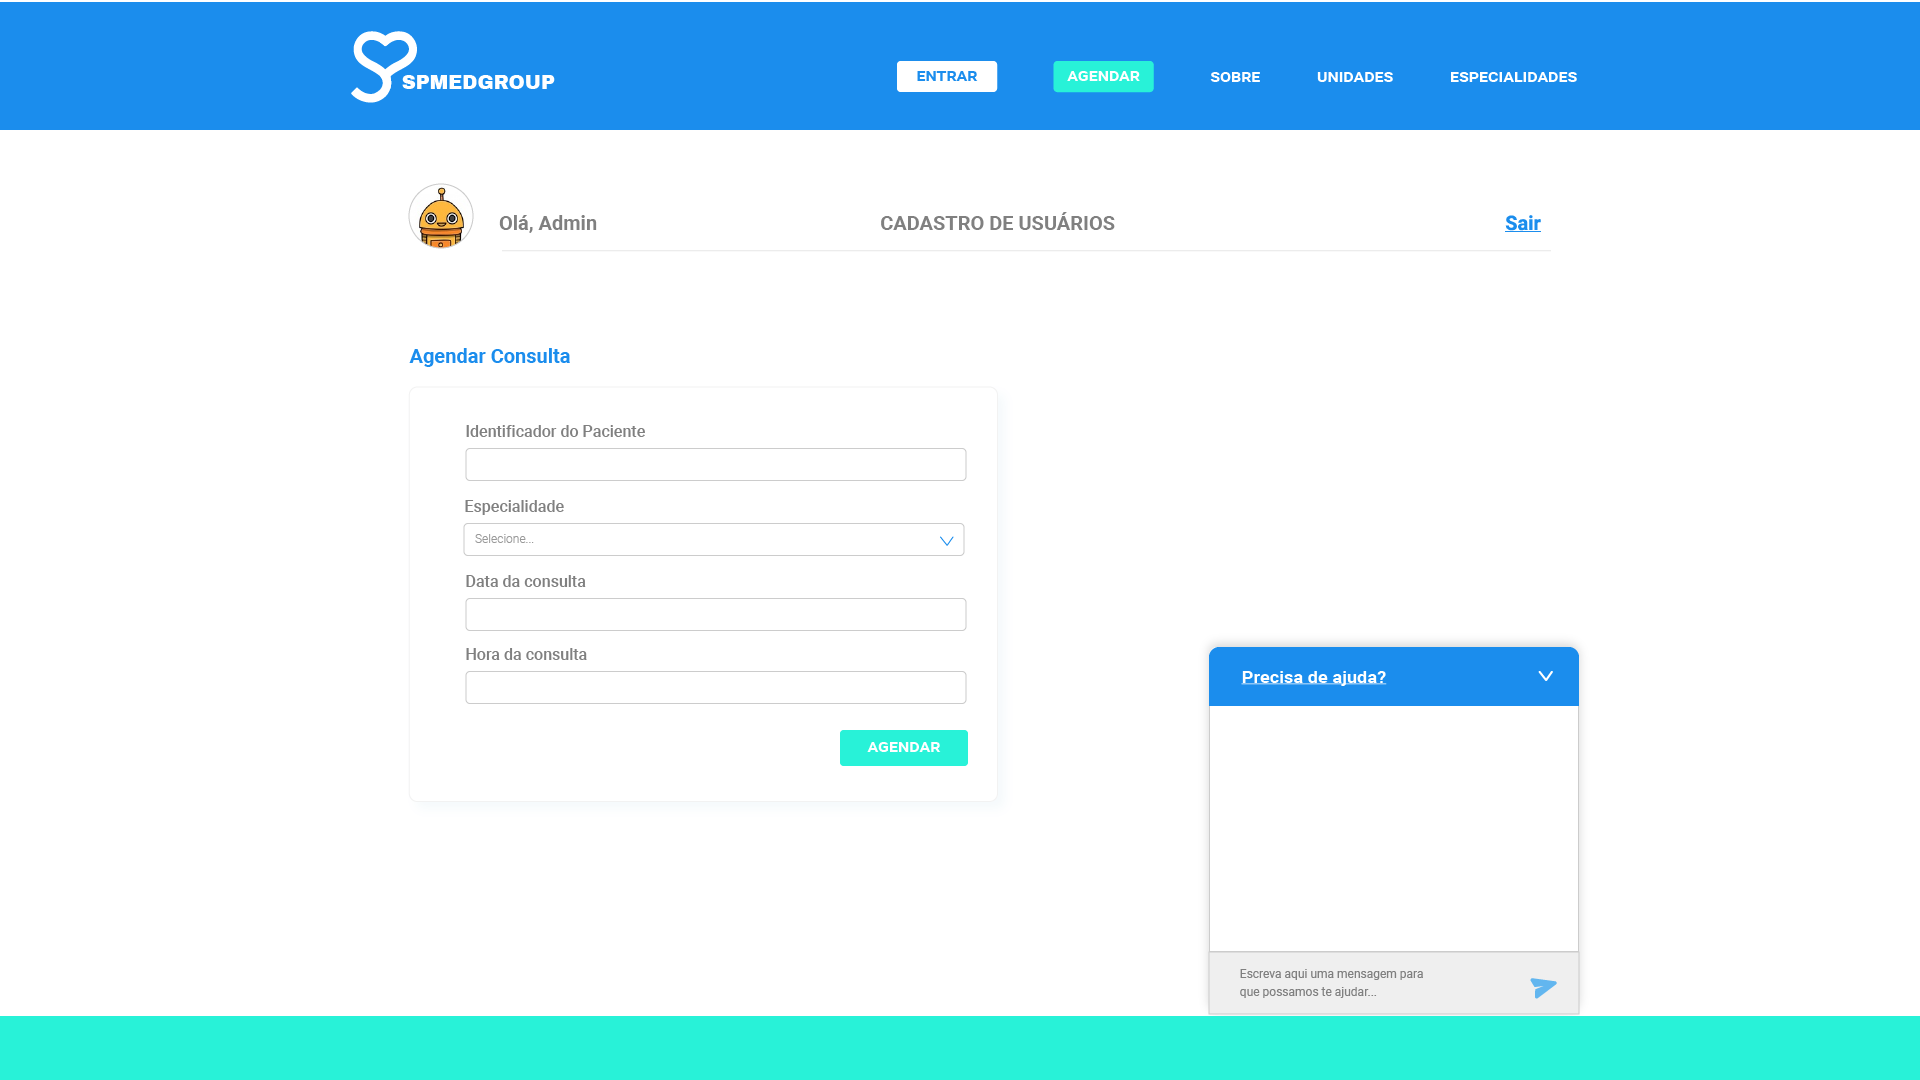 SPMEDGROUP
ENTRAR
AGENDAR
SOBRE
UNIDADES
ESPECIALIDADES
Olá, Admin
CADASTRO DE USUÁRIOS
Sair
Agendar Consulta
Identificador do Paciente
Especialidade
Selecione...
Data da consulta
Hora da consulta
AGENDAR
Precisa de ajuda?
Escreva aqui uma mensagem para
que possamos te ajudar...